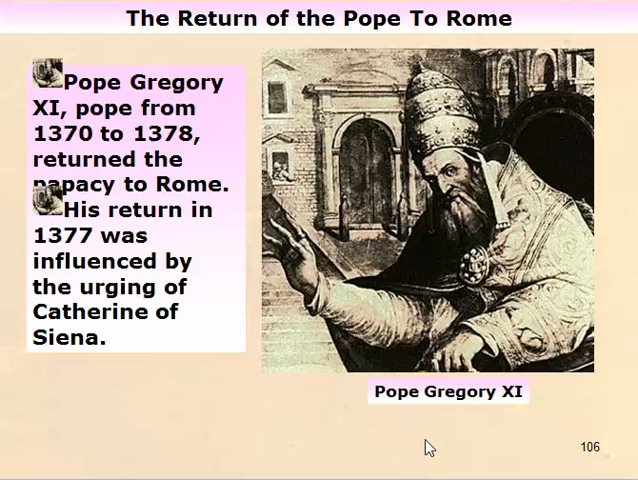 The Return of the Pope To Rome
Pope Gregory
XI, pope from
1370 to 1378,
returned the
papacy to Rome.
His return in
1377 was
influenced by
the urging of
Catherine of
Siena.
Pope Gregory XI
106